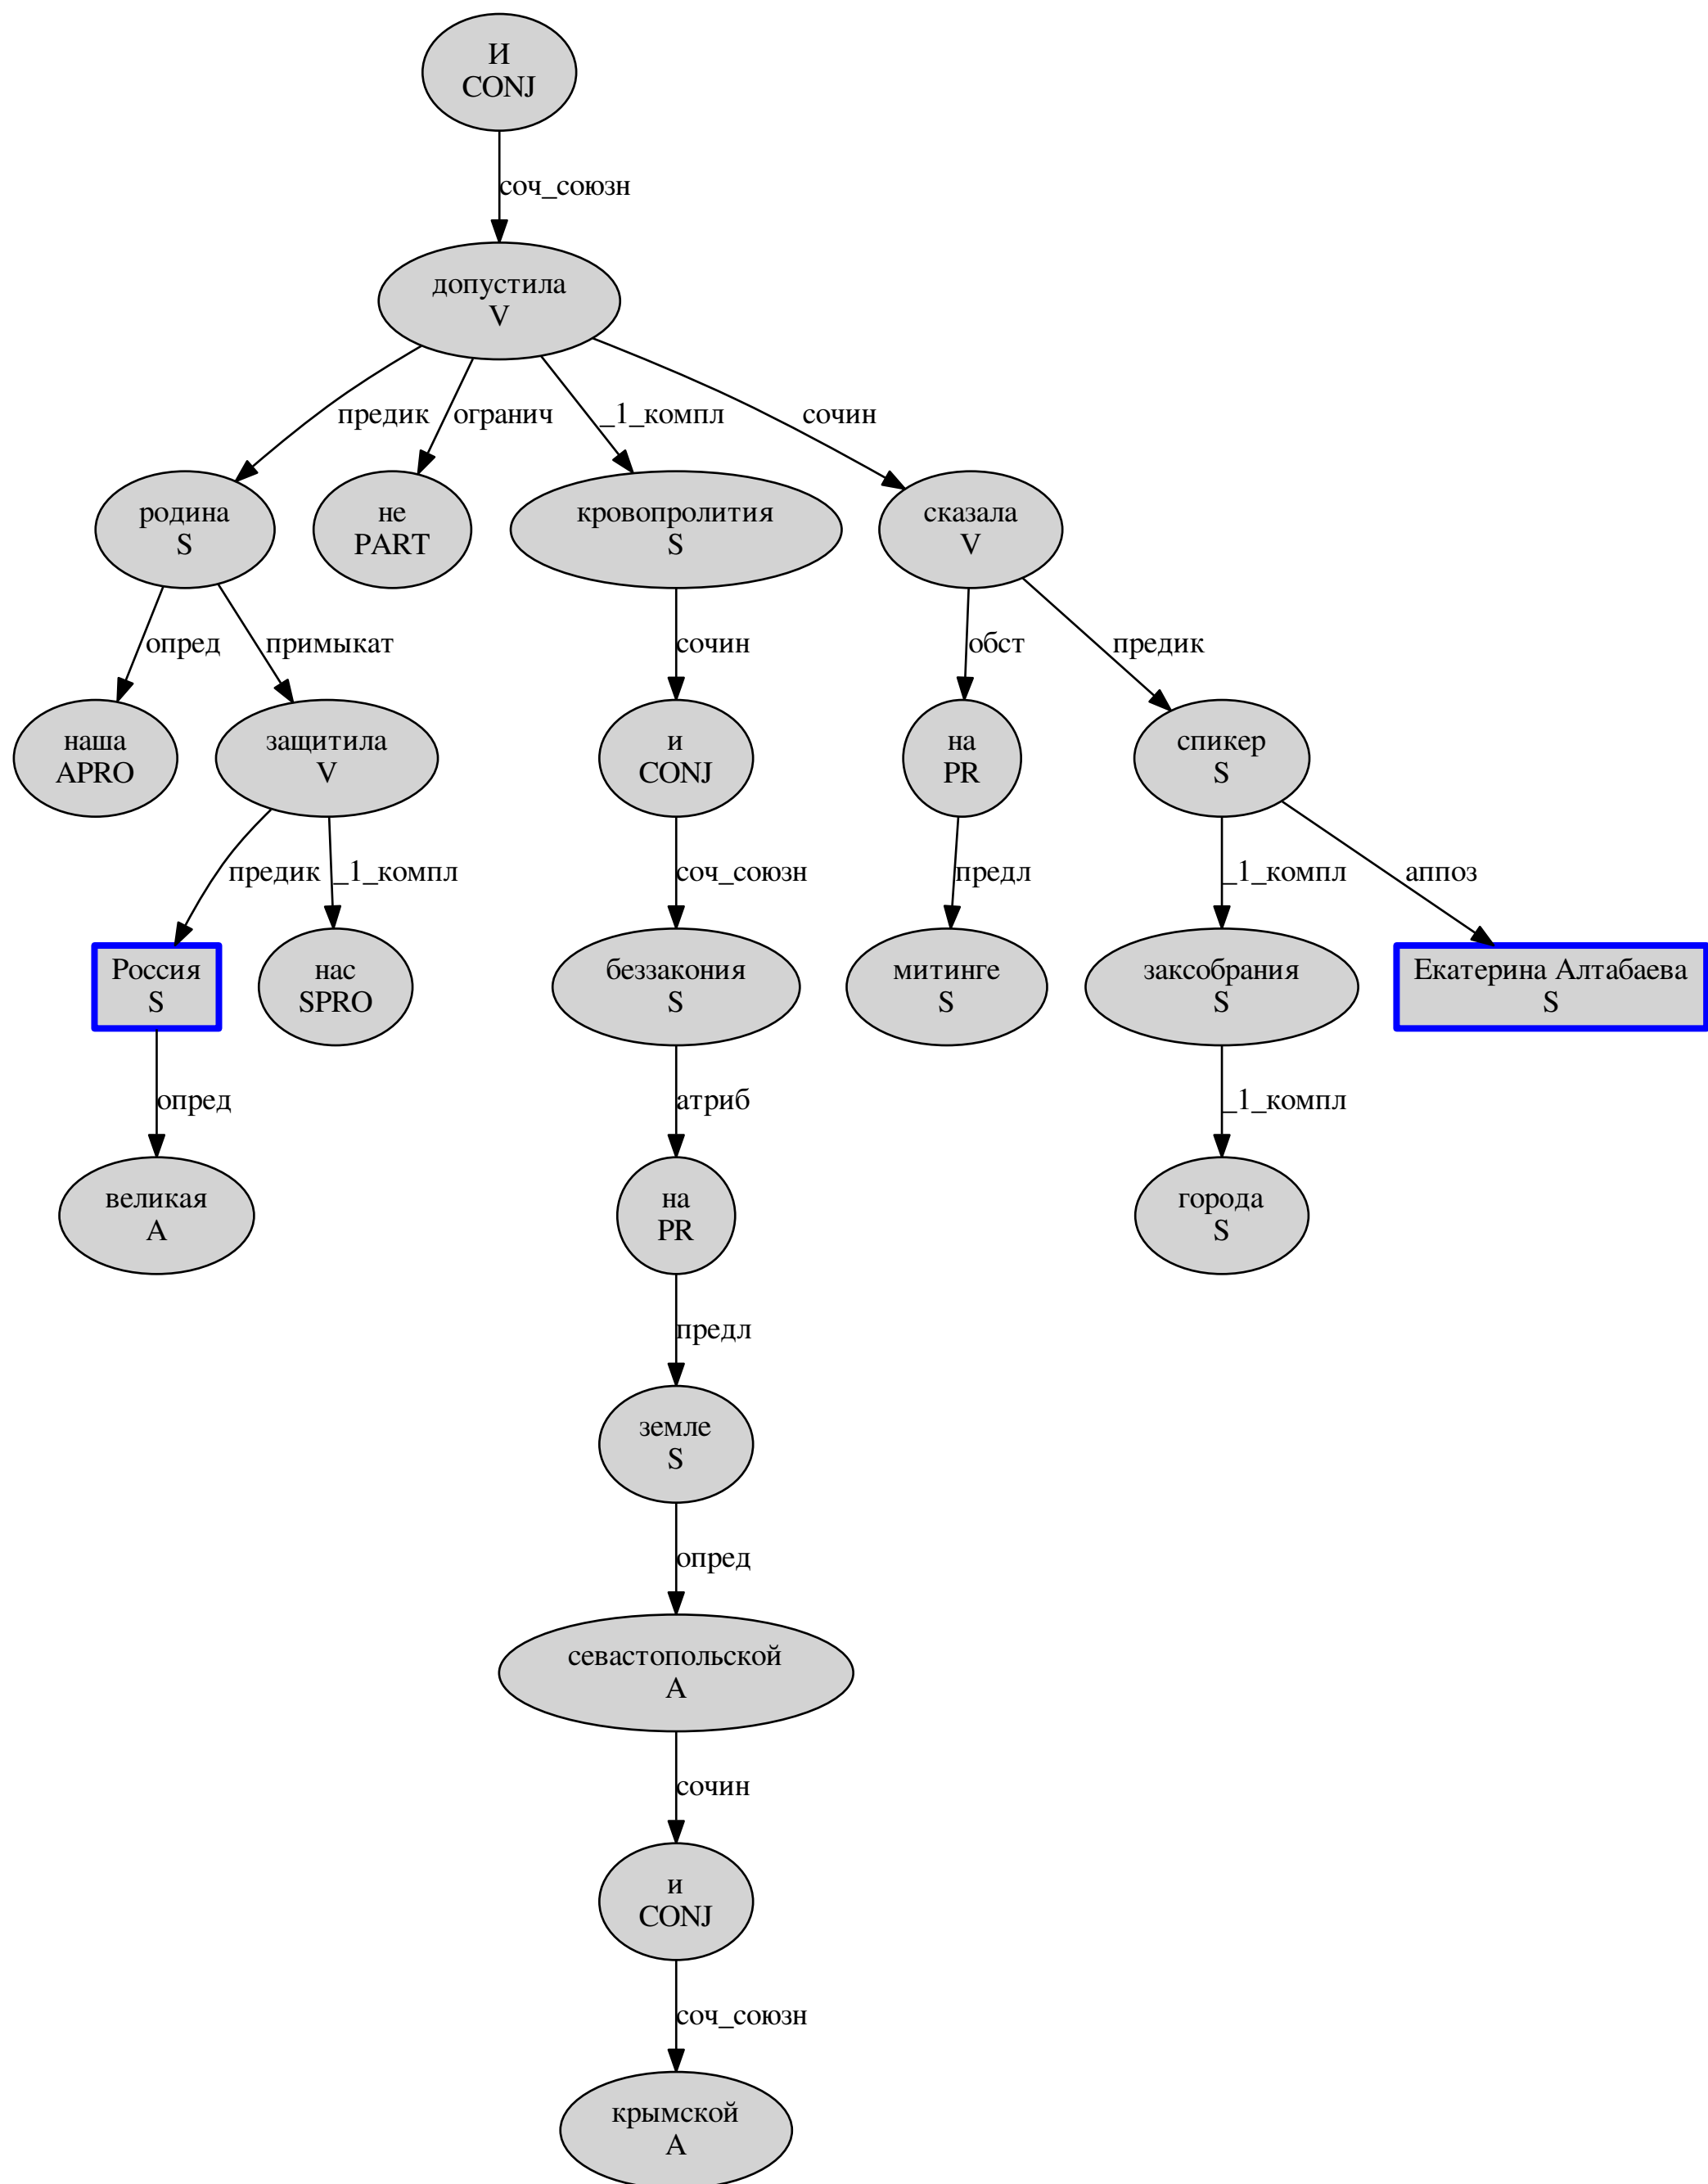 И
CONJ
соч_союзн
допустила
V
предик
огранич
_1_компл
сочин
родина
S
не
PART
кровопролития
S
сказала
V
опред
примыкат
сочин
обст
предик
наша
APRO
защитила
V
и
CONJ
на
PR
спикер
S
предик
_1_компл
соч_союзн
предл
_1_компл
аппоз
Россия
S
нас
SPRO
беззакония
S
митинге
S
заксобрания
S
Екатерина Алтабаева
S
опред
атриб
_1_компл
великая
A
на
PR
города
S
предл
земле
S
опред
севастопольской
A
сочин
и
CONJ
соч_союзн
крымской
A